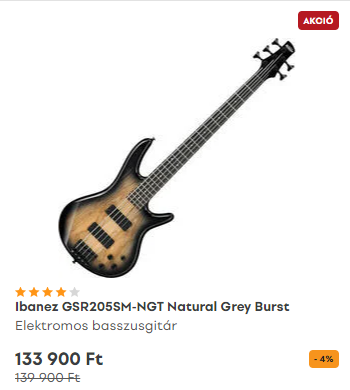 AKCIÓ
Ibanez GSR205SM-NGT Natural Grey Burst
Elektromos basszusgitár
133 900 Ft
- 4%
139 900 Ft